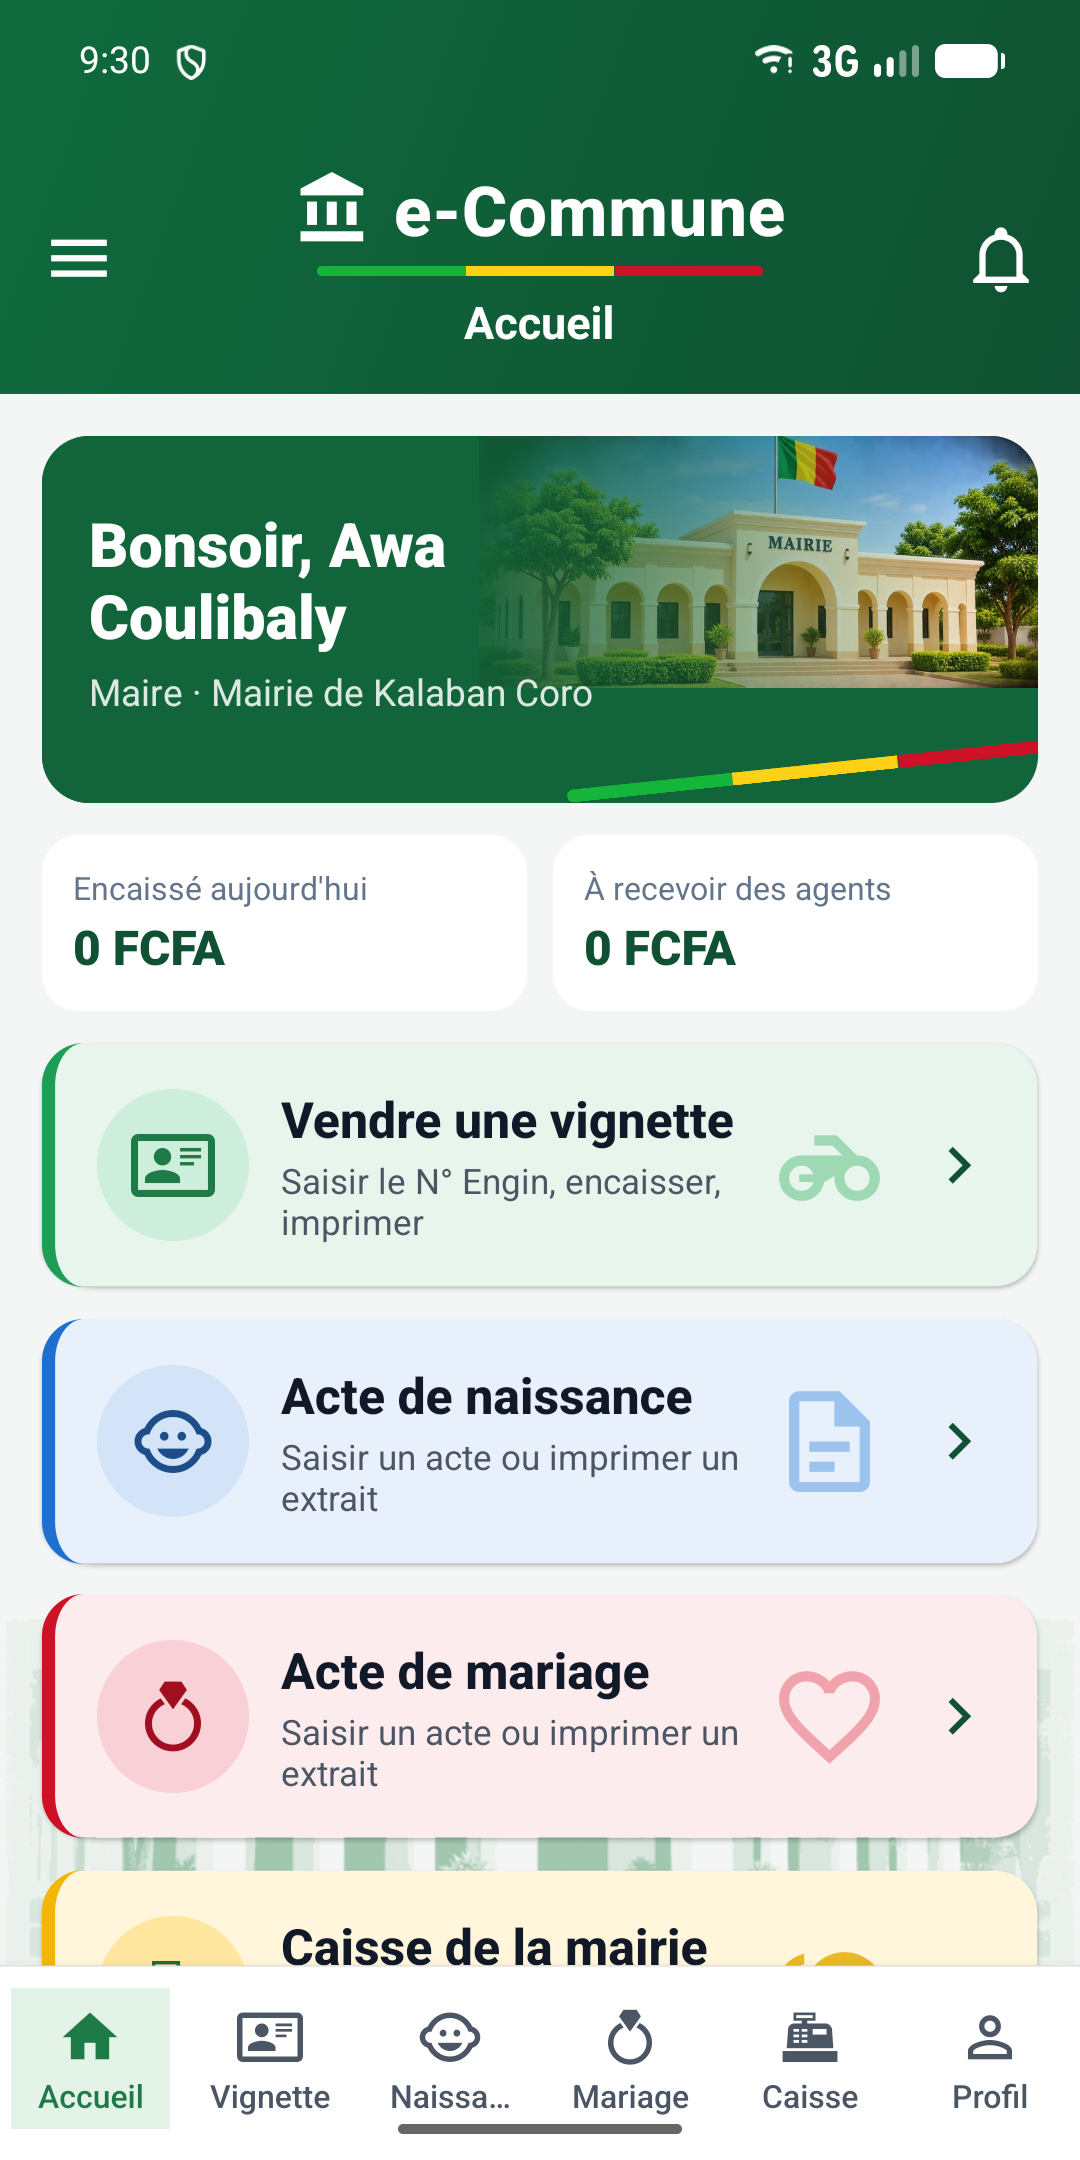 9:30
3G
e-Commune
Accueil
MAIRIE
Bonsoir, Awa
Coulibaly
Maire · Mairie de Kalaban Coro
Encaissé aujourd'hui
0 FCFA
À recevoir des agents
0 FCFA
Vendre une vignette
Saisir le N° Engin, encaisser,
imprimer
Acte de naissance
Saisir un acte ou imprimer un
extrait
Acte de mariage
Saisir un acte ou imprimer un
extrait
Caisse de la mairie
Accueil
Vignette
Naissa...
Mariage
Caisse
Profil